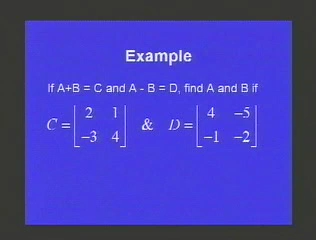 Example
If A+B = C and A - B = D, find A and B if
C = [2 1; −3 4] & D = [4 −5; −1 −2]